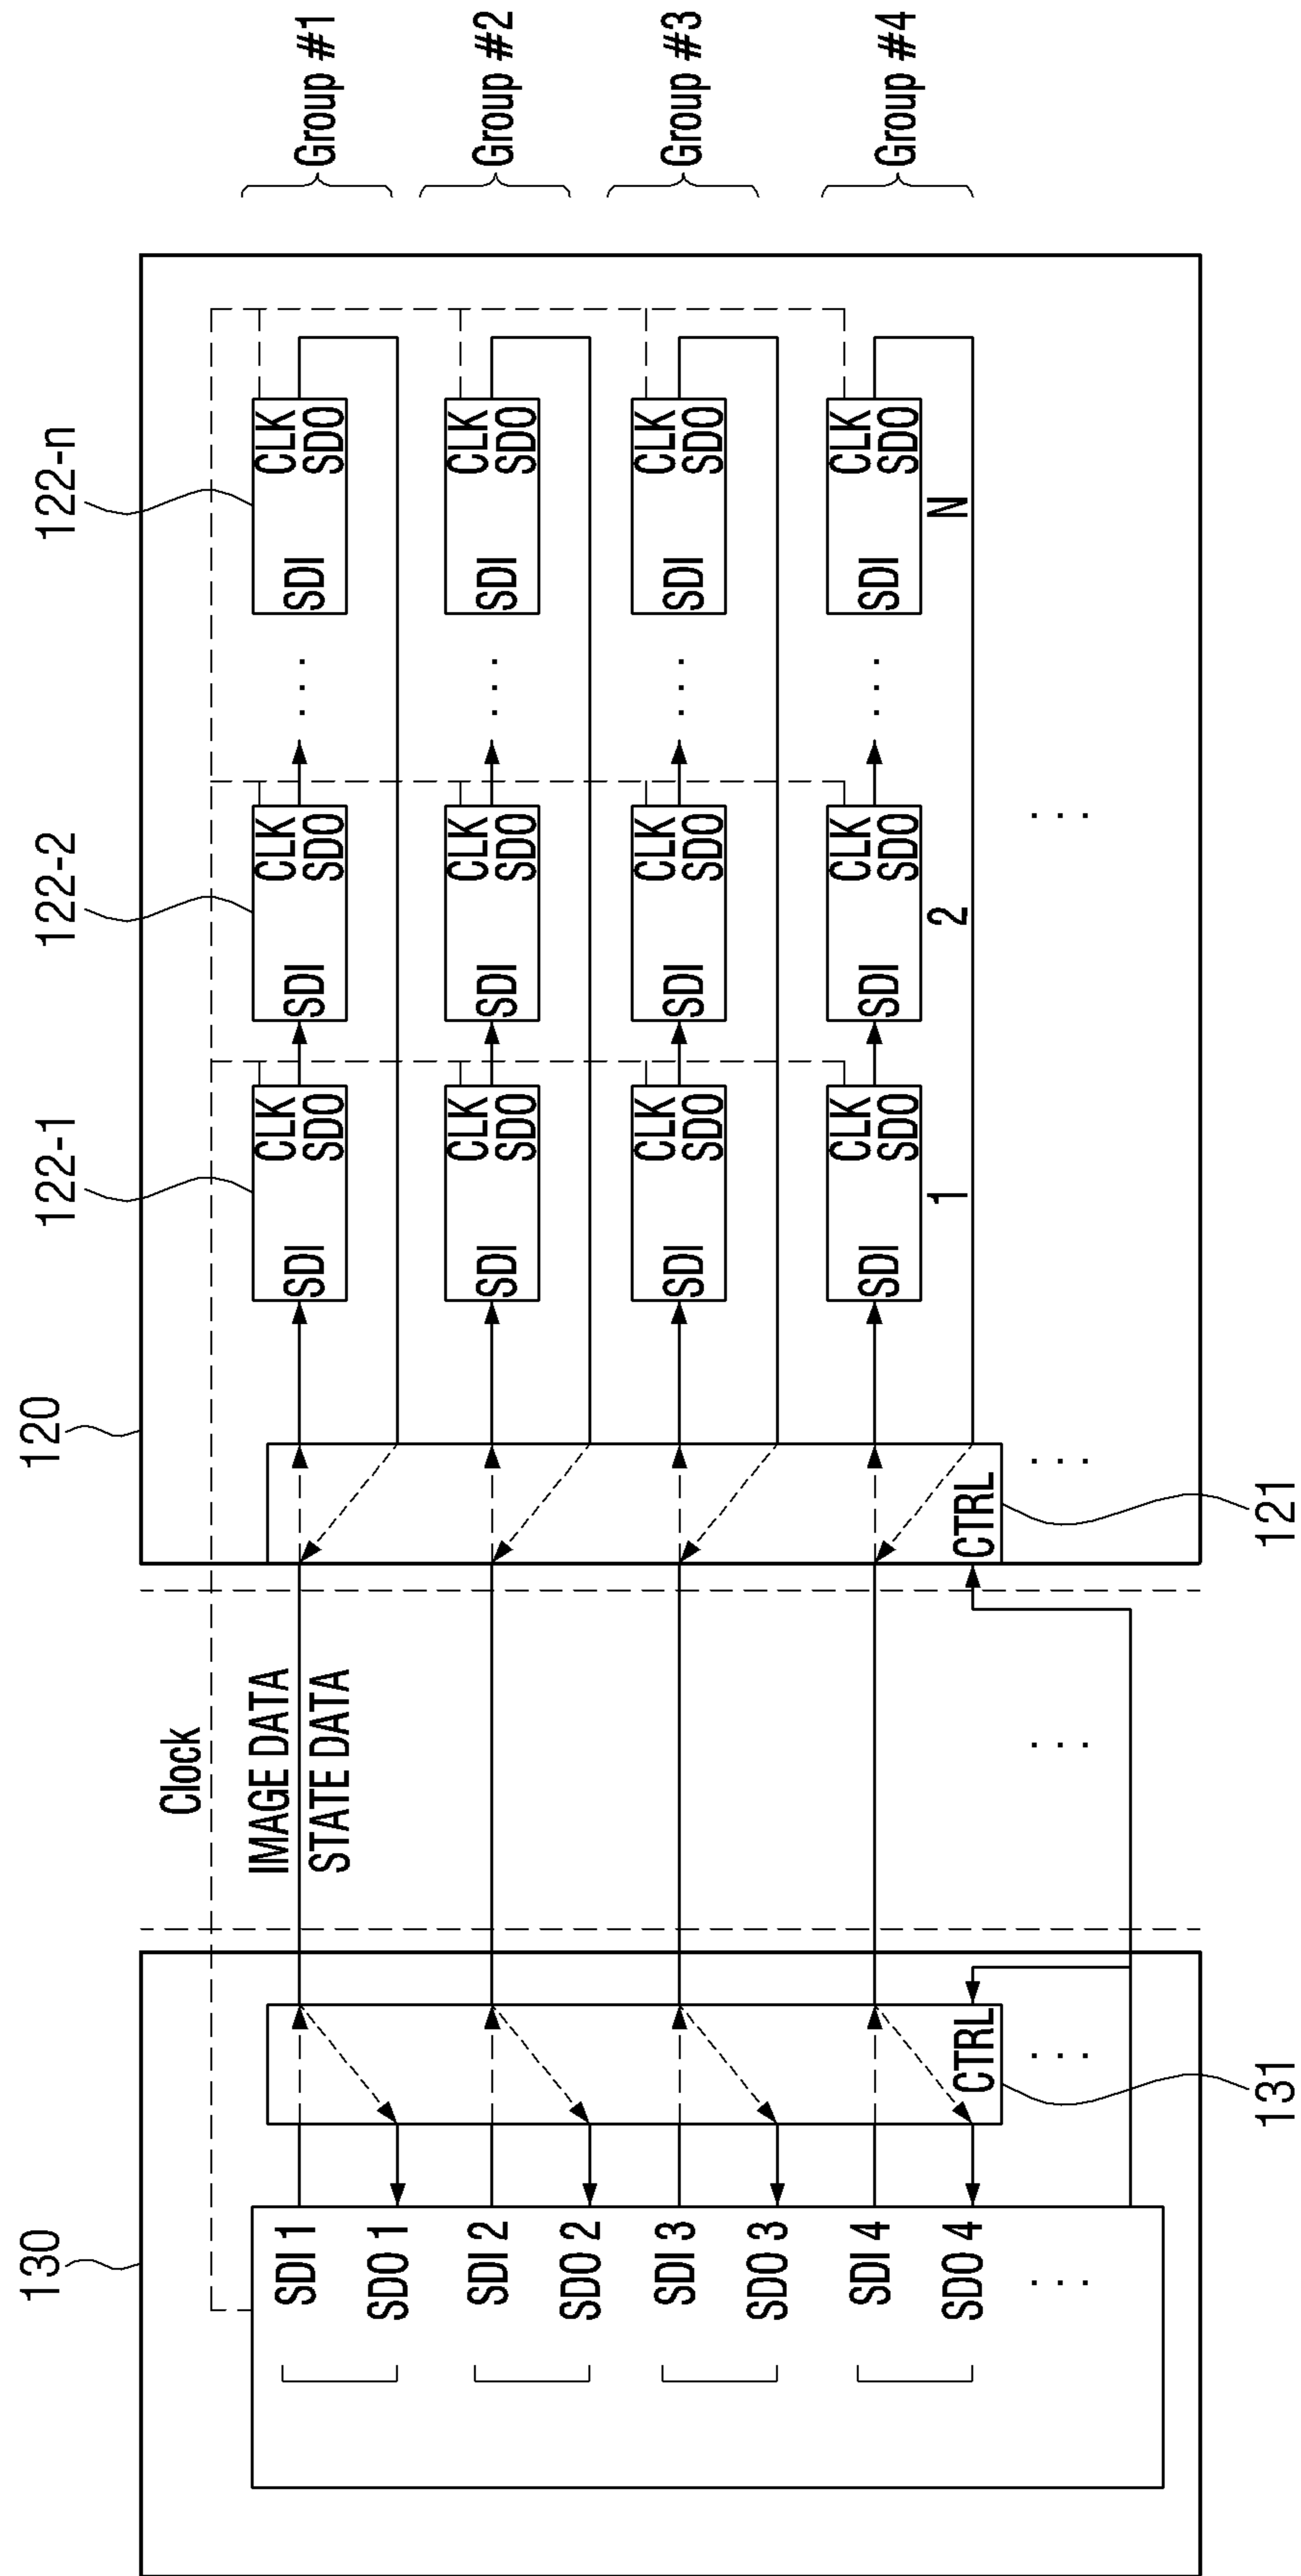 130
120
122-1
122-2
122-n
Clock
IMAGE DATA
STATE DATA
SDI 1
SDO 1
SDI 2
SDO 2
SDI 3
SDO 3
SDI 4
SDO 4
. . .
CTRL
. . .
131
. . .
CTRL
. . .
121
SDI CLK SDO
SDI CLK SDO
. . .
SDI CLK SDO
Group #1
SDI CLK SDO
SDI CLK SDO
. . .
SDI CLK SDO
Group #2
SDI CLK SDO
SDI CLK SDO
. . .
SDI CLK SDO
Group #3
SDI CLK SDO
SDI CLK SDO
. . .
SDI CLK SDO
Group #4
1
2
N
. . .